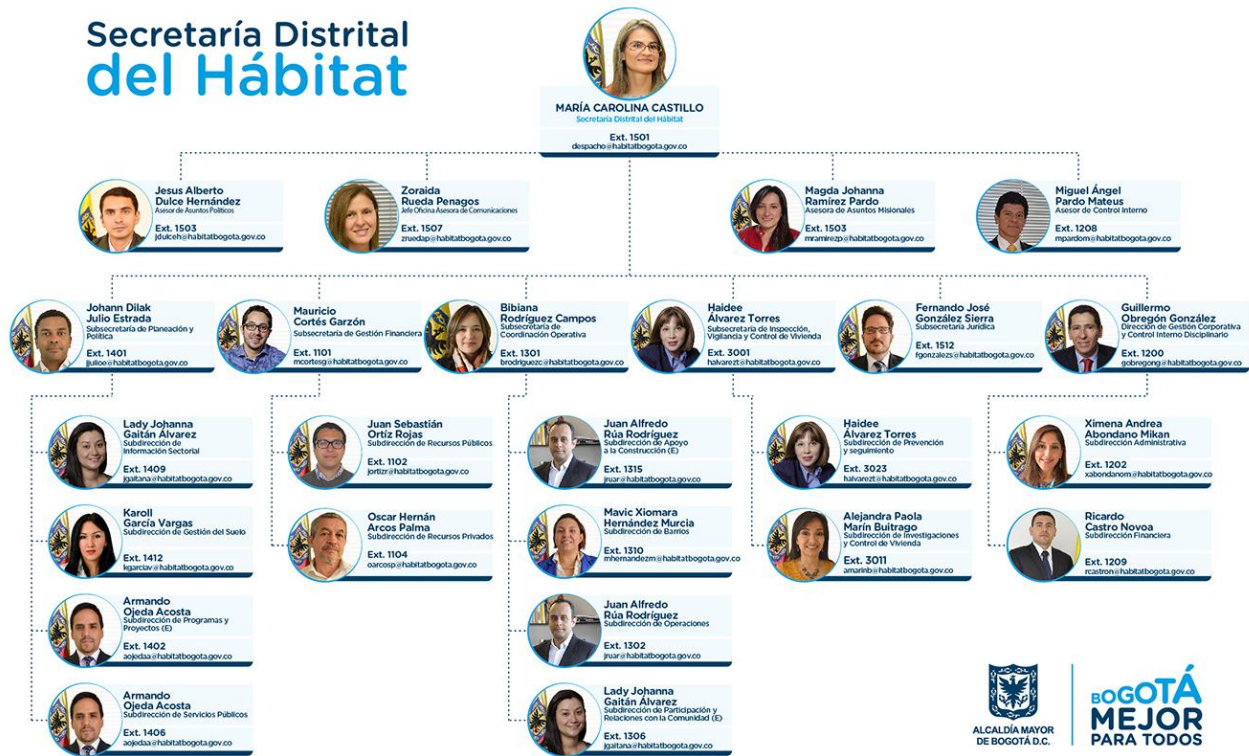 Secretaría Distrital
del Hábitat
MARÍA CAROLINA CASTILLO
Secretaría Distrital del Hábitat
Ext. 1501
despacho@habitatbogota.gov.co
Jesus Alberto
Dulce Hernández
Asesor de Asuntos Políticos
Ext. 1503
jdulceh@habitatbogota.gov.co
Zoraida
Rueda Penagos
Jefe Oficina Asesora de Comunicaciones
Ext. 1507
zruedap@habitatbogota.gov.co
Magda Johanna
Ramírez Pardo
Asesora de Asuntos Misionales
Ext. 1503
mramirezp@habitatbogota.gov.co
Miguel Ángel
Pardo Mateus
Asesor de Control Interno
Ext. 1208
mpardom@habitatbogota.gov.co
Johann Dilak
Julio Estrada
Subsecretaría de Planeación y
Política
Ext. 1401
jjulioe@habitatbogota.gov.co
Mauricio
Cortés Garzón
Subsecretaría de Gestión Financiera
Ext. 1101
mcortesg@habitatbogota.gov.co
Bibiana
Rodríguez Campos
Subsecretaría de
Coordinación Operativa
Ext. 1301
brodriguezc@habitatbogota.gov.co
Haidee
Álvarez Torres
Subsecretaría de Inspección,
Vigilancia y Control de Vivienda
Ext. 3001
halvarezt@habitatbogota.gov.co
Fernando José
González Sierra
Subsecretaría Jurídica
Ext. 1512
fgonzalezs@habitatbogota.gov.co
Guillermo
Obregón González
Dirección de Gestión Corporativa
y Control Interno Disciplinario
Ext. 1200
gobregong@habitatbogota.gov.co
Lady Johanna
Gaitán Álvarez
Subdirección de
Información Sectorial
Ext. 1409
jgaitana@habitatbogota.gov.co
Juan Sebastián
Ortíz Rojas
Subdirección de Recursos Públicos
Ext. 1102
jortizr@habitatbogota.gov.co
Juan Alfredo
Rúa Rodríguez
Subdirección de Apoyo
a la Construcción (E)
Ext. 1315
jruar@habitatbogota.gov.co
Haidee
Álvarez Torres
Subdirección de Prevención
y seguimiento
Ext. 3023
halvarezt@habitatbogota.gov.co
Ximena Andrea
Abondano Mikan
Subdirección Administrativa
Ext. 1202
xabondanom@habitatbogota.gov.co
Karoll
García Vargas
Subdirección de Gestión del Suelo
Ext. 1412
kgarciav@habitatbogota.gov.co
Oscar Hernán
Arcos Palma
Subdirección de Recursos Privados
Ext. 1104
oarcosp@habitatbogota.gov.co
Mavic Xiomara
Hernández Murcia
Subdirección de Barrios
Ext. 1310
mhernandezm@habitatbogota.gov.co
Alejandra Paola
Marín Buitrago
Subdirección de Investigaciones
y Control de Vivienda
Ext. 3011
amarinb@habitatbogota.gov.co
Ricardo
Castro Novoa
Subdirección Financiera
Ext. 1209
rcastron@habitatbogota.gov.co
Armando
Ojeda Acosta
Subdirección de Programas y
Proyectos (E)
Ext. 1402
aojedaa@habitatbogota.gov.co
Juan Alfredo
Rúa Rodríguez
Subdirección de Operaciones
Ext. 1302
jruar@habitatbogota.gov.co
Armando
Ojeda Acosta
Subdirección de Servicios Públicos
Ext. 1406
aojedaa@habitatbogota.gov.co
Lady Johanna
Gaitán Álvarez
Subdirección de Participación y
Relaciones con la Comunidad (E)
Ext. 1306
jgaitana@habitatbogota.gov.co
ALCALDÍA MAYOR
DE BOGOTÁ D.C.
BOGOTÁ
MEJOR
PARA TODOS